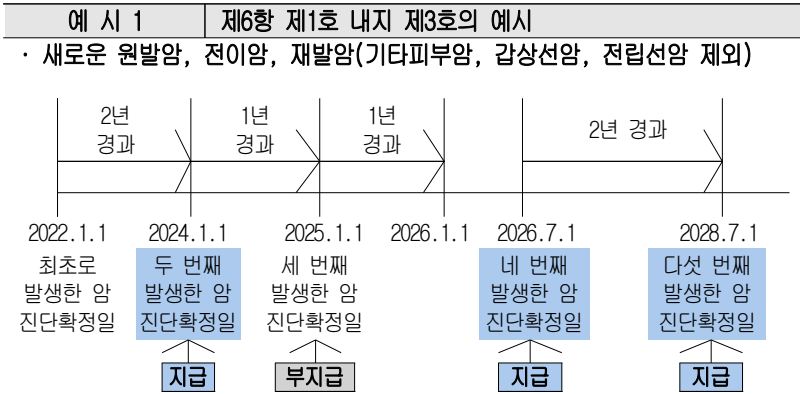 예 시 1 제6항 제1호 내지 제3호의 예시
· 새로운 원발암, 전이암, 재발암(기타피부암, 갑상선암, 전립선암 제외)
2년 1년 1년
경과 경과 경과 2년 경과
2022.1.1 2024.1.1 2025.1.1 2026.1.1 2026.7.1 2028.7.1
최초로 두 번째 세 번째 네 번째 다섯 번째
발생한 암 발생한 암 발생한 암 발생한 암 발생한 암
진단확정일 진단확정일 진단확정일 진단확정일 진단확정일
지급 부지급 지급 지급